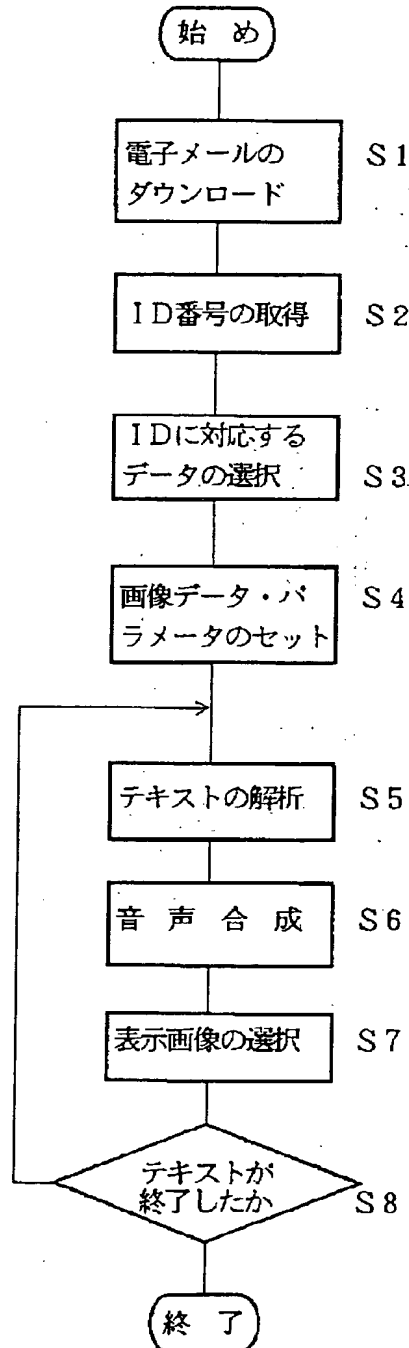 始 め
電子メールの
ダウンロード
S1
ID番号の取得
S2
IDに対応する
データの選択
S3
画像データ・パ
ラメータのセット
S4
テキストの解析
S5
音 声 合 成
S6
表示画像の選択
S7
テキストが
終了したか
S8
終 了